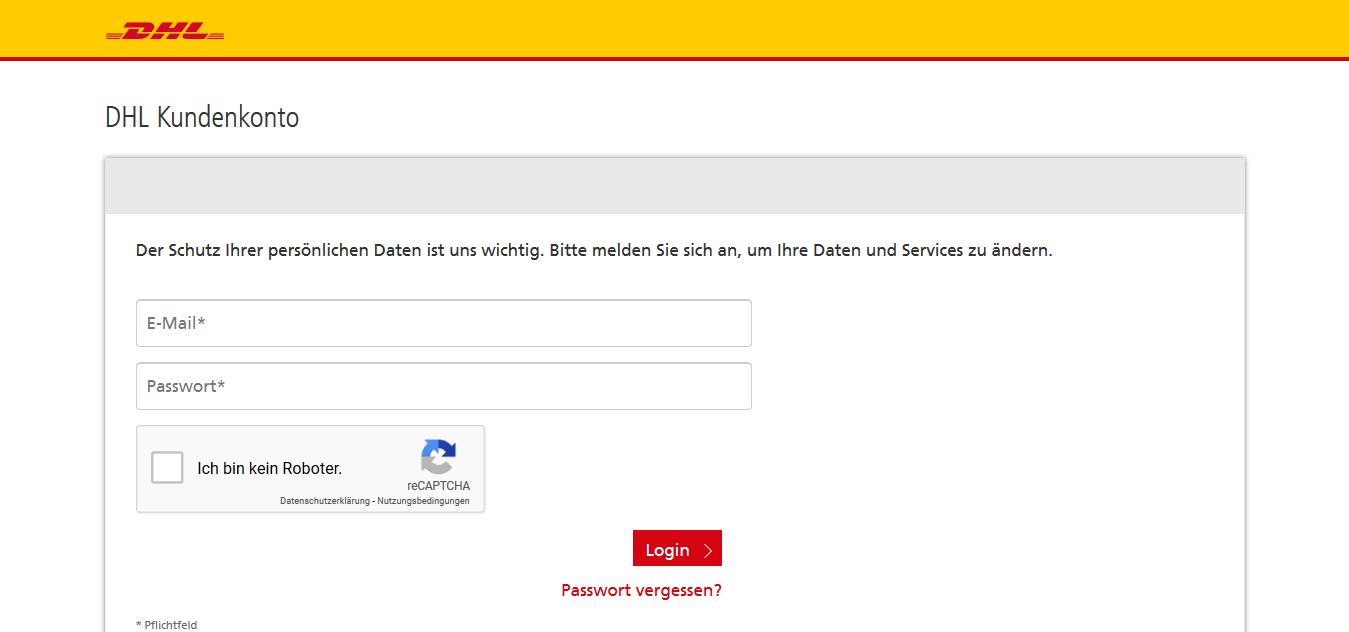 DHL
DHL Kundenkonto
Der Schutz Ihrer persönlichen Daten ist uns wichtig. Bitte melden Sie sich an, um Ihre Daten und Services zu ändern.
E-Mail*
Passwort*
Ich bin kein Roboter.
reCAPTCHA
Datenschutzerklärung - Nutzungsbedingungen
Login
Passwort vergessen?
* Pflichtfeld